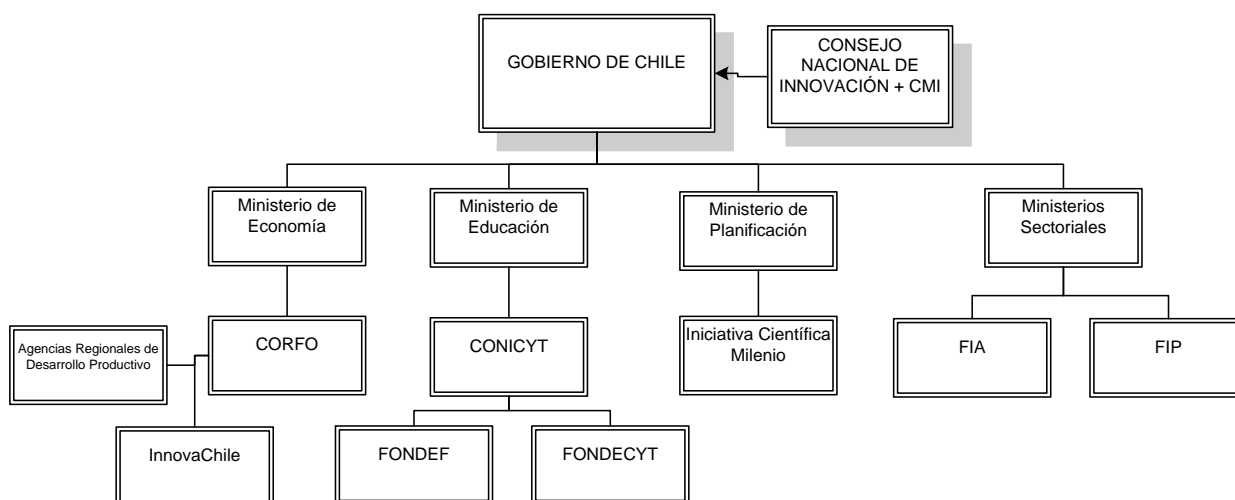 GOBIERNO DE CHILE
CONSEJO
NACIONAL DE
INNOVACIÓN + CMI
Ministerio de
Economía
Ministerio de
Educación
Ministerio de
Planificación
Ministerios
Sectoriales
Agencias Regionales de
Desarrollo Productivo
CORFO
CONICYT
Iniciativa Científica
Milenio
FIA
FIP
InnovaChile
FONDEF
FONDECYT